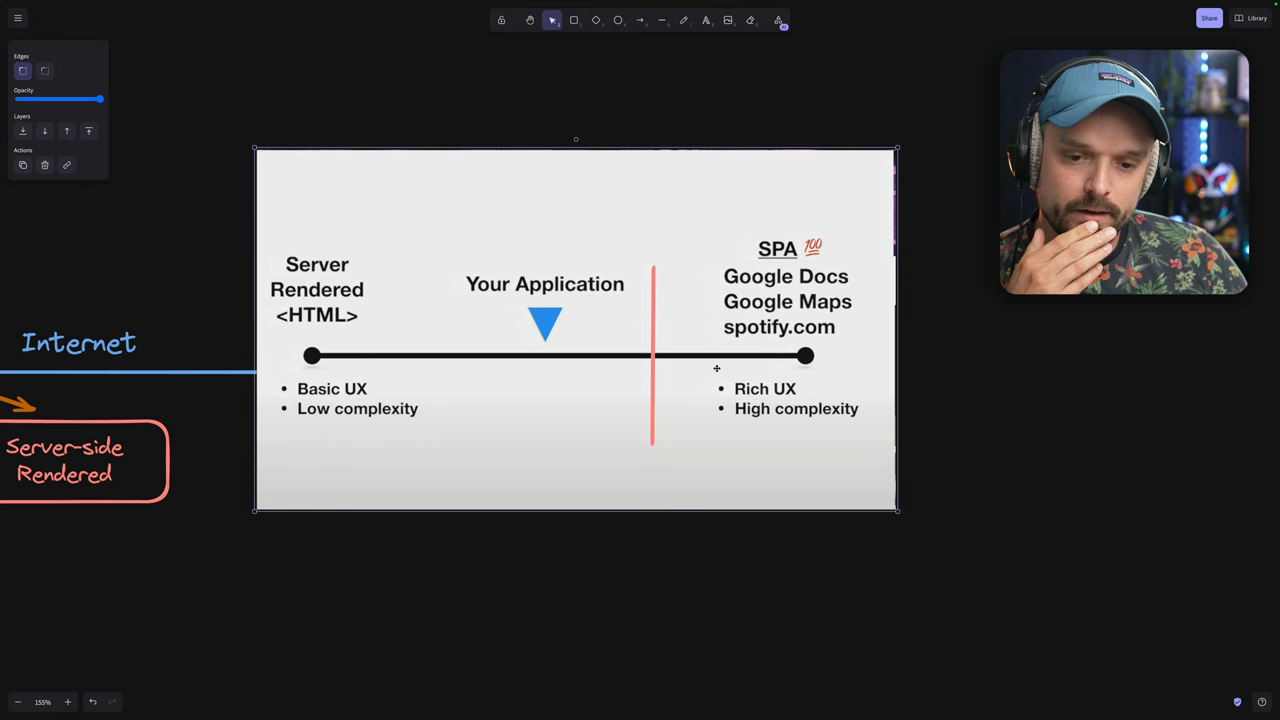 Share
Library
Edges
Opacity
Layers
Actions
Server
Rendered
<HTML>
Your Application
SPA 💯
Google Docs
Google Maps
spotify.com
• Basic UX
• Low complexity
• Rich UX
• High complexity
Internet
Server-side
Rendered
155%